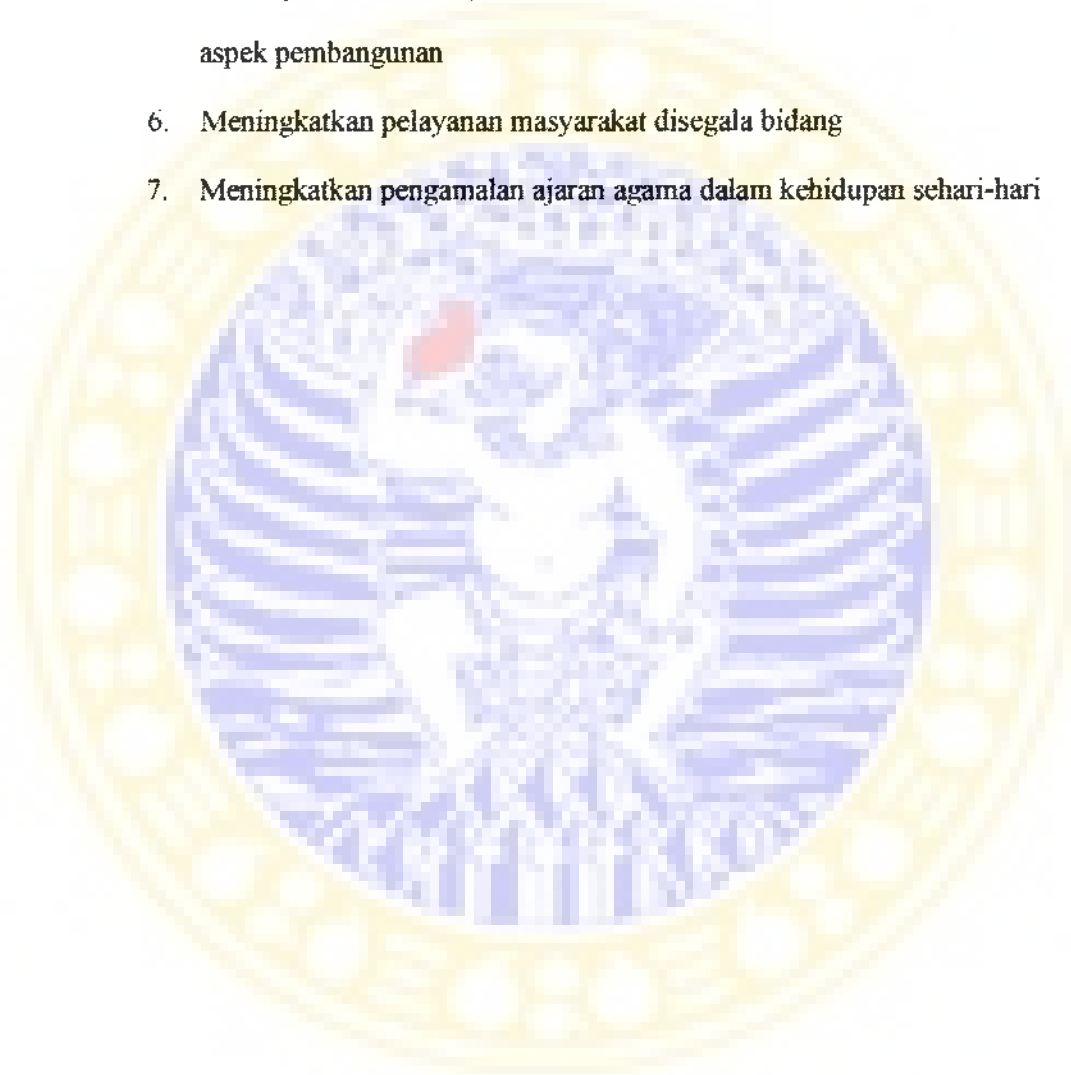 aspek pembangunan
6. Meningkatkan pelayanan masyarakat disegala bidang
7. Meningkatkan pengamalan ajaran agama dalam kehidupan sehari-hari